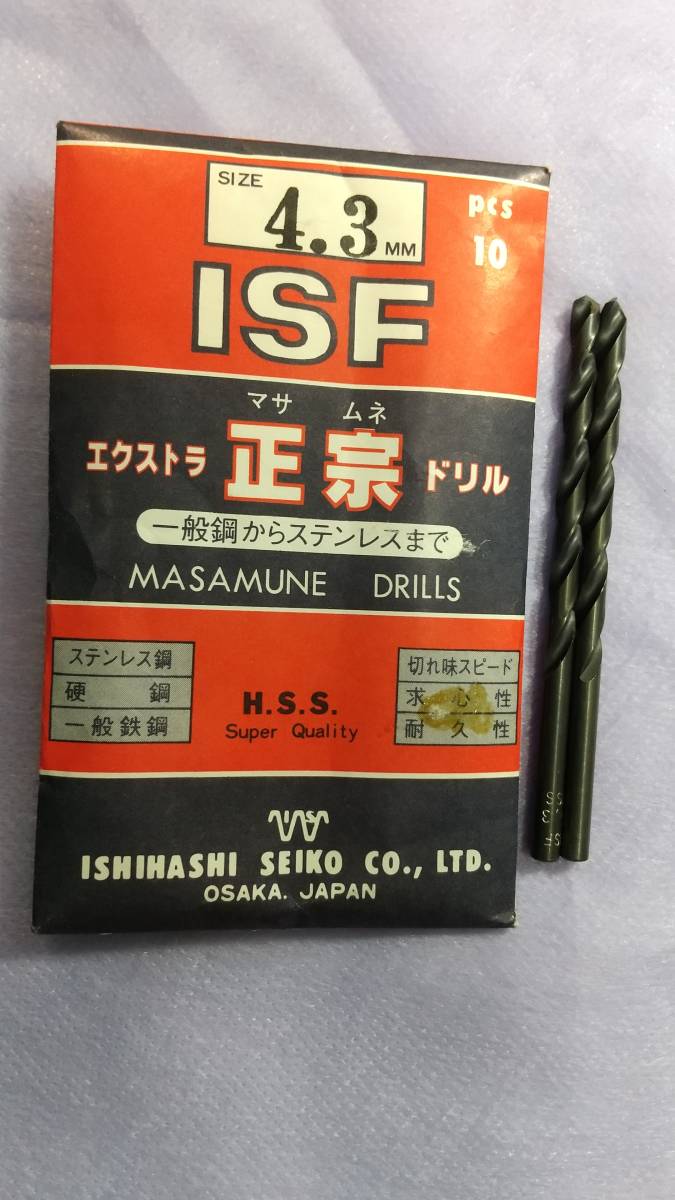 SIZE
4.3 MM
pcs
10
ISF
マサ ムネ
エクストラ 正宗 ドリル
一般鋼からステンレスまで
MASAMUNE DRILLS
ステンレス鋼
硬 鋼
一般鉄鋼
H.S.S.
Super Quality
切れ味スピード
求心性
耐久性
ISHIHASHI SEIKO CO., LTD.
OSAKA. JAPAN